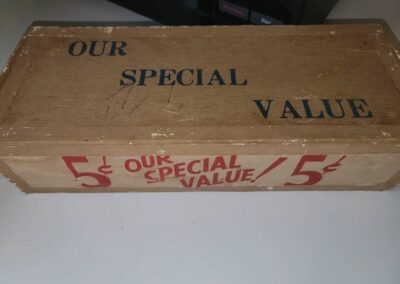 OUR
SPECIAL
VALUE
5¢ OUR SPECIAL VALUE! 5¢